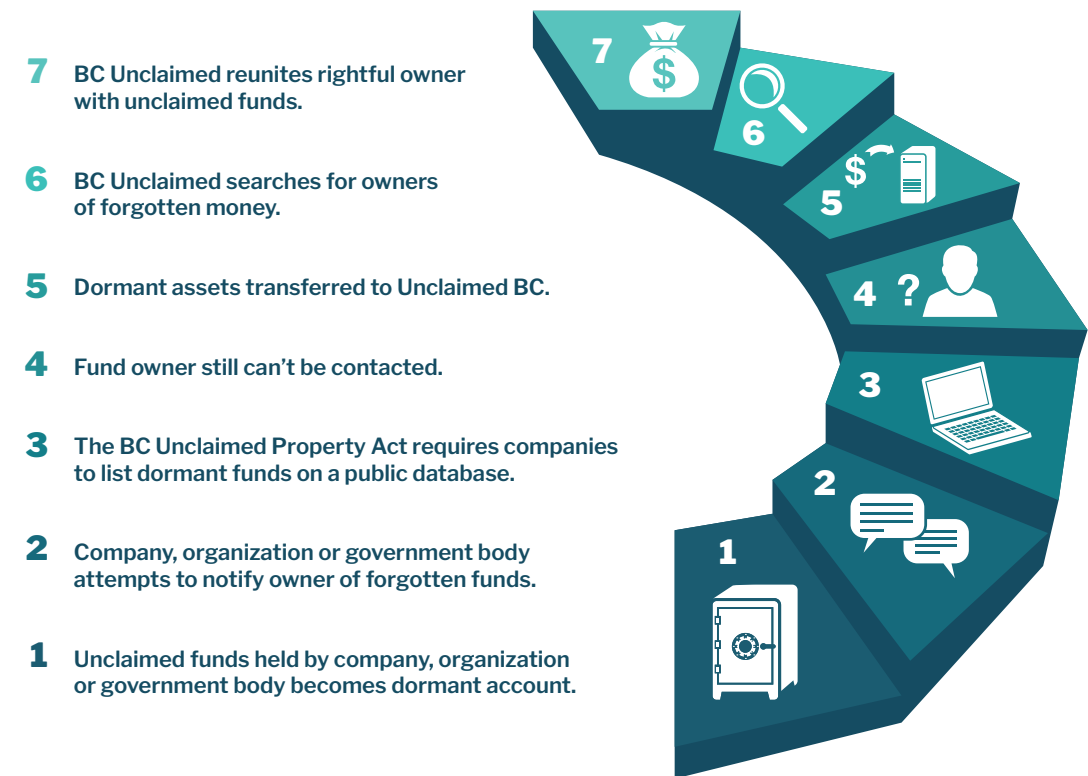 7 BC Unclaimed reunites rightful owner
with unclaimed funds.
6 BC Unclaimed searches for owners
of forgotten money.
5 Dormant assets transferred to Unclaimed BC.
4 Fund owner still can't be contacted.
3 The BC Unclaimed Property Act requires companies
to list dormant funds on a public database.
2 Company, organization or government body
attempts to notify owner of forgotten funds.
1 Unclaimed funds held by company, organization
or government body becomes dormant account.
7 $
6
$ 5
4 ?
3
2
1